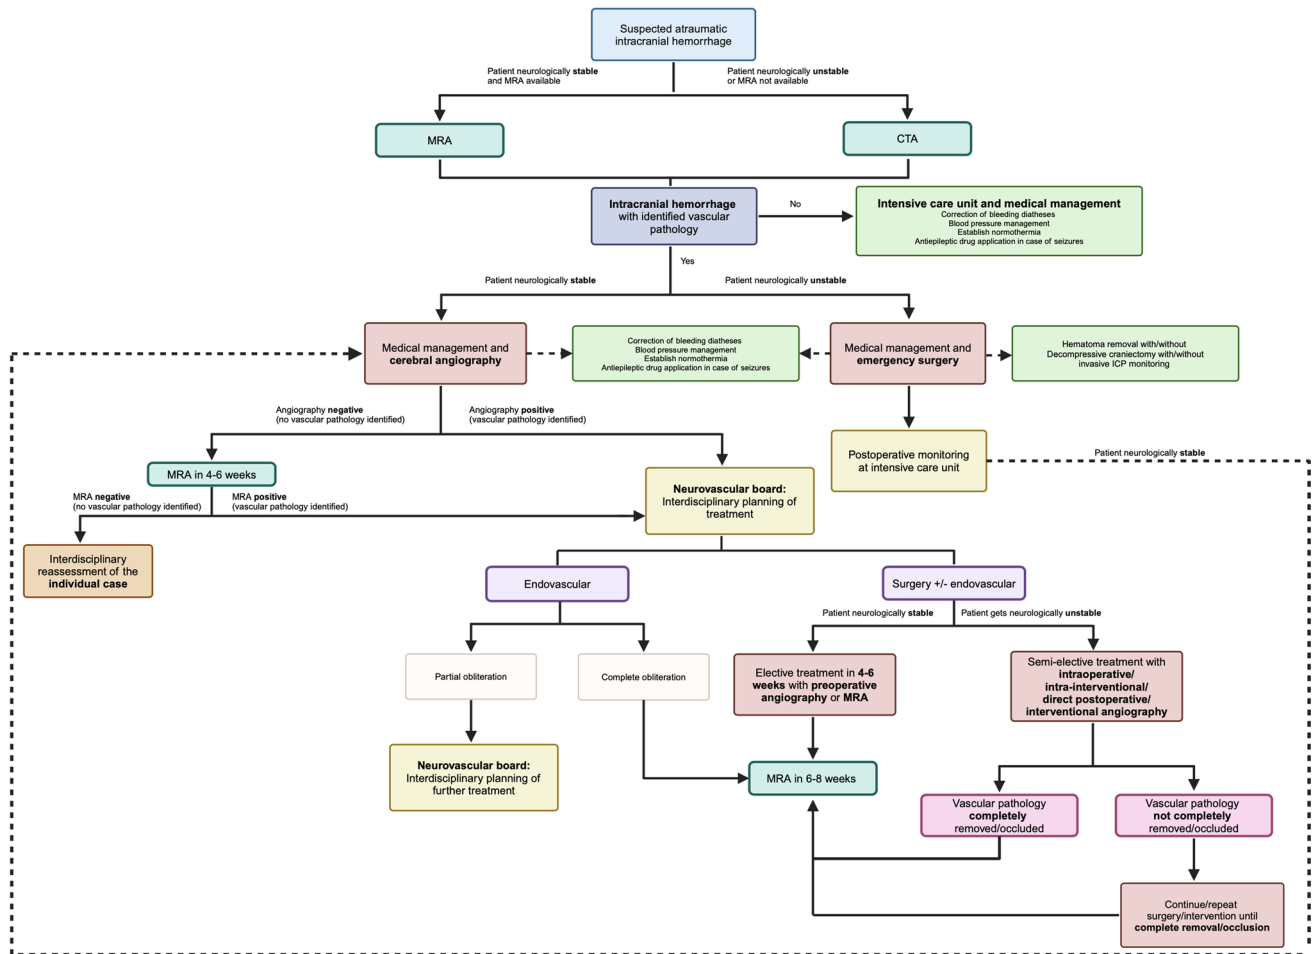 Suspected atraumatic
intracranial hemorrhage
Patient neurologically stable
and MRA available
Patient neurologically unstable
or MRA not available
MRA
CTA
Intracranial hemorrhage
with identified vascular
pathology
No
Intensive care unit and medical management
Correction of bleeding diatheses
Blood pressure management
Establish normothermia
Antiepileptic drug application in case of seizures
Yes
Patient neurologically stable
Patient neurologically unstable
Medical management and
cerebral angiography
Correction of bleeding diatheses
Blood pressure management
Establish normothermia
Antiepileptic drug application in case of seizures
Medical management and
emergency surgery
Hematoma removal with/without
Decompressive craniectomy with/without
invasive ICP monitoring
Angiography negative
(no vascular pathology identified)
Angiography positive
(vascular pathology identified)
Postoperative monitoring
at intensive care unit
Patient neurologically stable
MRA in 4-6 weeks
MRA negative
(no vascular pathology identified)
MRA positive
(vascular pathology identified)
Neurovascular board:
Interdisciplinary planning of
treatment
Interdisciplinary
reassessment of the
individual case
Endovascular
Surgery +/- endovascular
Patient neurologically stable
Patient gets neurologically unstable
Partial obliteration
Complete obliteration
Elective treatment in 4-6
weeks with preoperative
angiography or MRA
Semi-elective treatment with
intraoperative/
intra-interventional/
direct postoperative/
interventional angiography
Neurovascular board:
Interdisciplinary planning of
further treatment
MRA in 6-8 weeks
Vascular pathology
completely
removed/occluded
Vascular pathology
not completely
removed/occluded
Continue/repeat
surgery/intervention until
complete removal/occlusion